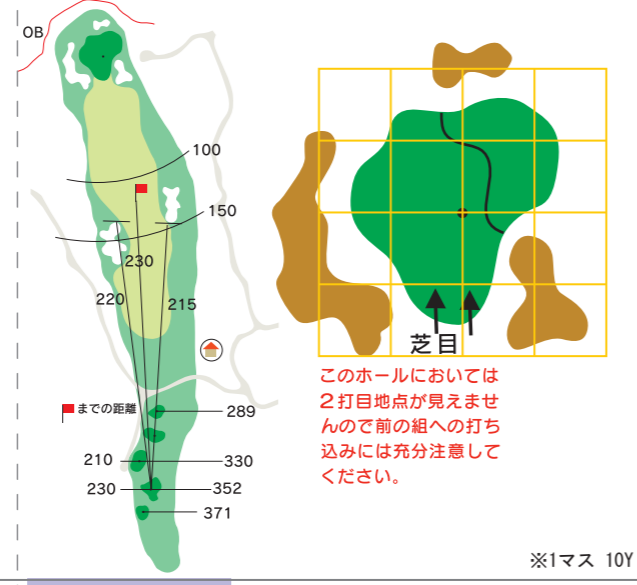 OB
100
150
230
220
215
までの距離
289
210
330
230
352
371
芝目
このホールにおいては
2打目地点が見えませ
んので前の組への打ち
込みには充分注意して
ください。
※1マス 10Y